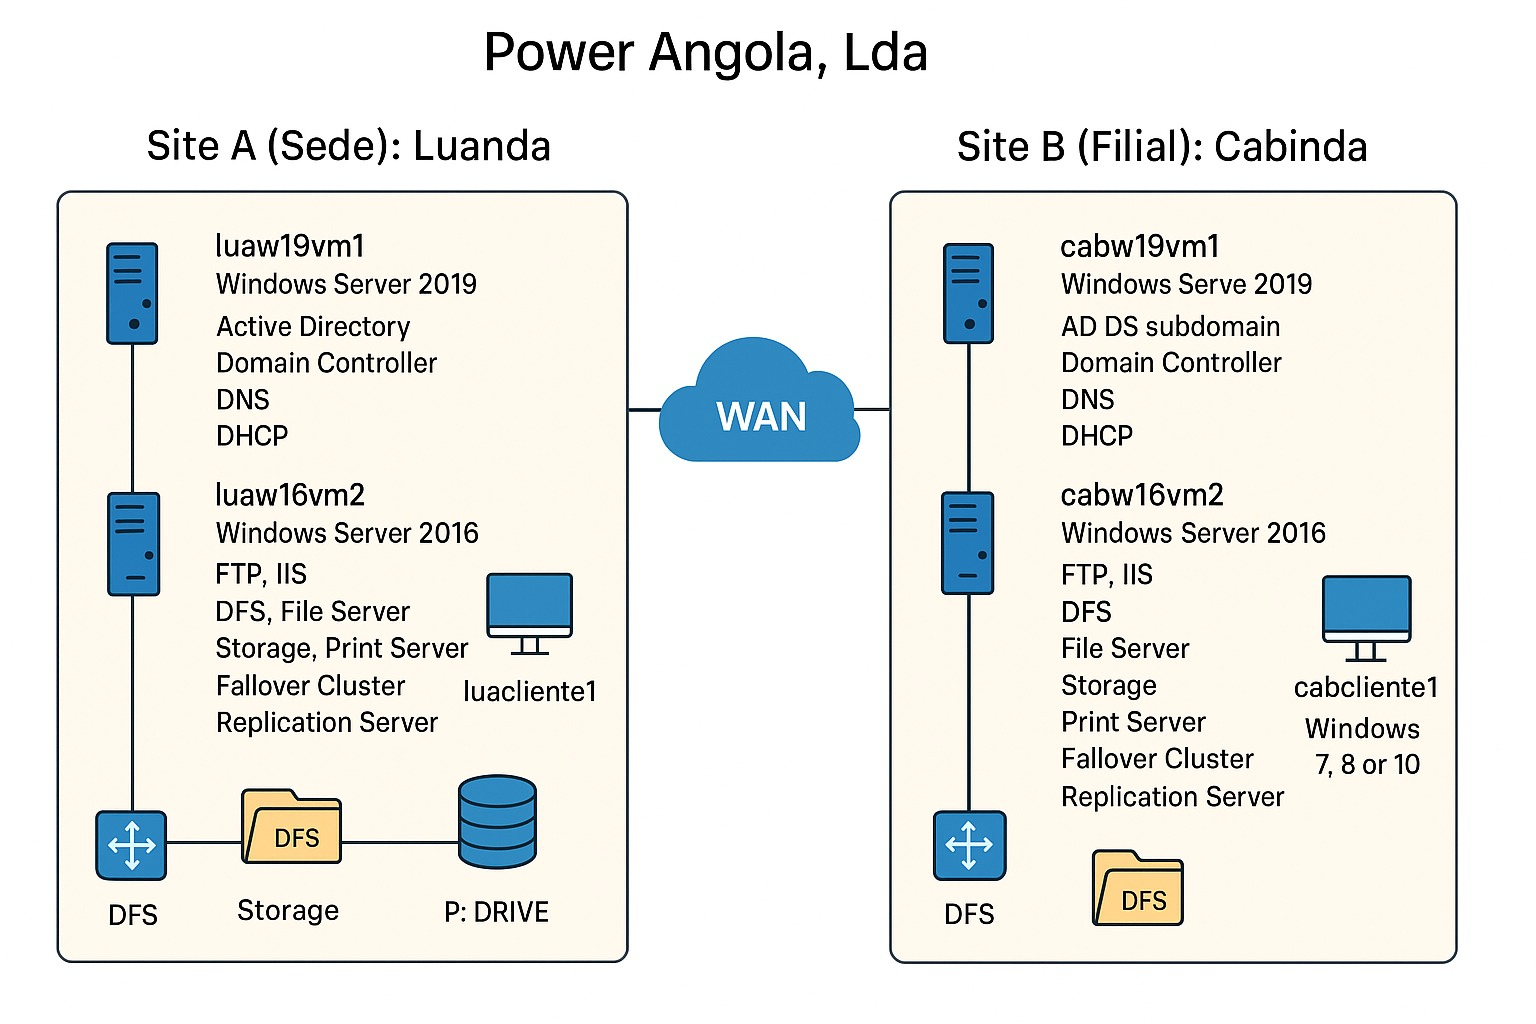 Power Angola, Lda
Site A (Sede): Luanda
luaw19vm1
Windows Server 2019
Active Directory
Domain Controller
DNS
DHCP
luaw16vm2
Windows Server 2016
FTP, IIS
DFS, File Server
Storage, Print Server
Fallover Cluster
Replication Server
luacliente1
DFS
DFS
Storage
P: DRIVE
WAN
Site B (Filial): Cabinda
cabw19vm1
Windows Serve 2019
AD DS subdomain
Domain Controller
DNS
DHCP
cabw16vm2
Windows Server 2016
FTP, IIS
DFS
File Server
Storage
Print Server
Fallover Cluster
Replication Server
cabcliente1
Windows
7, 8 or 10
DFS
DFS